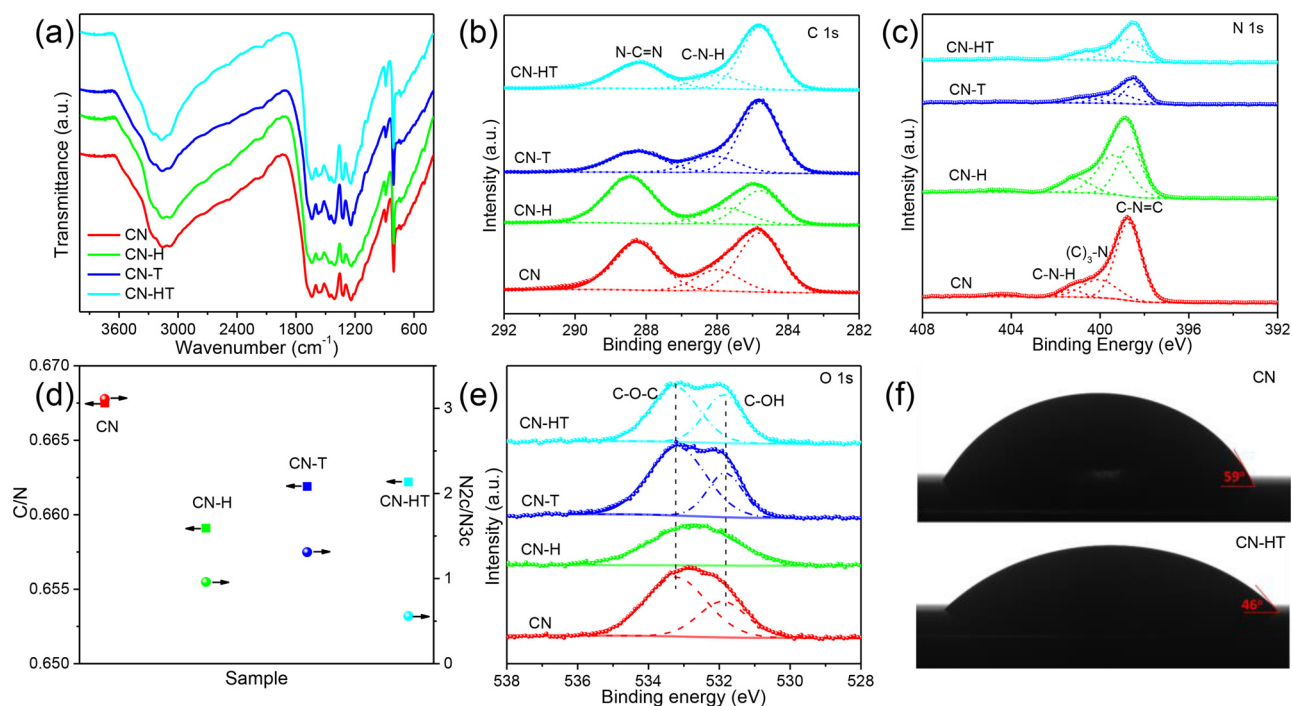 (a)
Transmittance (a.u.)
CN
CN-H
CN-T
CN-HT
3600 3000 2400 1800 1200 600
Wavenumber (cm-1)
(b)
C 1s
N-C=N
C-N-H
CN-HT
CN-T
CN-H
CN
Intensity (a.u.)
292 290 288 286 284 282
Binding energy (eV)
(c)
N 1s
CN-HT
CN-T
CN-H
C-N=C
(C)3-N
C-N-H
CN
Intensity (a.u.)
408 404 400 396 392
Binding Energy (eV)
(d)
0.670
0.665
0.660
0.655
0.650
C/N
CN
CN-H
CN-T
CN-HT
3
2
1
0
N2c/N3c
Sample
(e)
O 1s
C-O-C
C-OH
CN-HT
CN-T
CN-H
CN
Intensity (a.u.)
538 536 534 532 530 528
Binding energy (eV)
(f)
CN
59°
CN-HT
46°